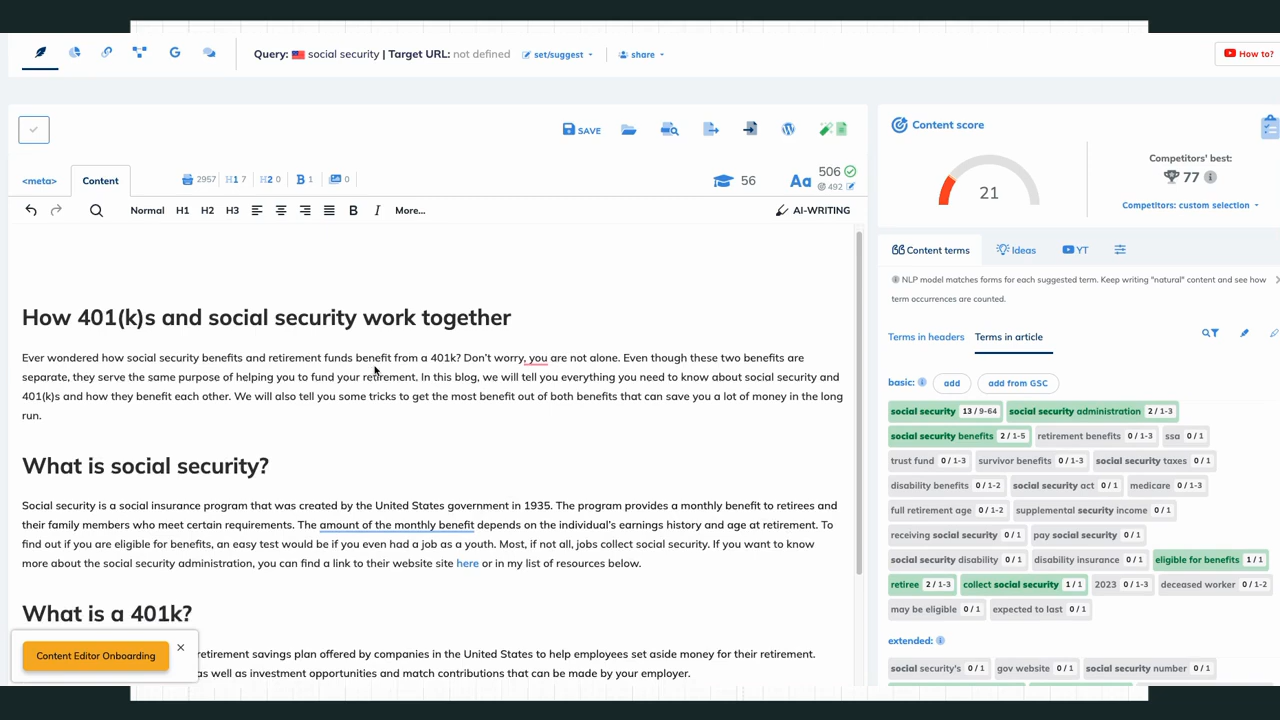 Query: social security | Target URL: not defined set/suggest share How to?
SAVE
<meta> Content 2957 H1 7 H2 0 B 1 0 56 Aa 506 492
Normal H1 H2 H3 B I More... AI-WRITING
How 401(k)s and social security work together
Ever wondered how social security benefits and retirement funds benefit from a 401k? Don't worry, you are not alone. Even though these two benefits are
separate, they serve the same purpose of helping you to fund your retirement. In this blog, we will tell you everything you need to know about social security and
401(k)s and how they benefit each other. We will also tell you some tricks to get the most benefit out of both benefits that can save you a lot of money in the long
run.
What is social security?
Social security is a social insurance program that was created by the United States government in 1935. The program provides a monthly benefit to retirees and
their family members who meet certain requirements. The amount of the monthly benefit depends on the individual's earnings history and age at retirement. To
find out if you are eligible for benefits, an easy test would be if you even had a job as a youth. Most, if not all, jobs collect social security. If you want to know
more about the social security administration, you can find a link to their website site here or in my list of resources below.
What is a 401k?
retirement savings plan offered by companies in the United States to help employees set aside money for their retirement.
as well as investment opportunities and match contributions that can be made by your employer.
Content Editor Onboarding
Content score
21
Competitors' best:
77
Competitors: custom selection
Content terms Ideas YT
NLP model matches forms for each suggested term. Keep writing "natural" content and see how
term occurrences are counted.
Terms in headers Terms in article
basic: add add from GSC
social security 13 / 9-64 social security administration 2 / 1-3
social security benefits 2 / 1-5 retirement benefits 0 / 1-3 ssa 0 / 1
trust fund 0 / 1-3 survivor benefits 0 / 1-3 social security taxes 0 / 1
disability benefits 0 / 1-2 social security act 0 / 1 medicare 0 / 1-3
full retirement age 0 / 1-2 supplemental security income 0 / 1
receiving social security 0 / 1 pay social security 0 / 1
social security disability 0 / 1 disability insurance 0 / 1 eligible for benefits 1 / 1
retiree 2 / 1-3 collect social security 1 / 1 2023 0 / 1-3 deceased worker 0 / 1-2
may be eligible 0 / 1 expected to last 0 / 1
extended:
social security's 0 / 1 gov website 0 / 1 social security number 0 / 1